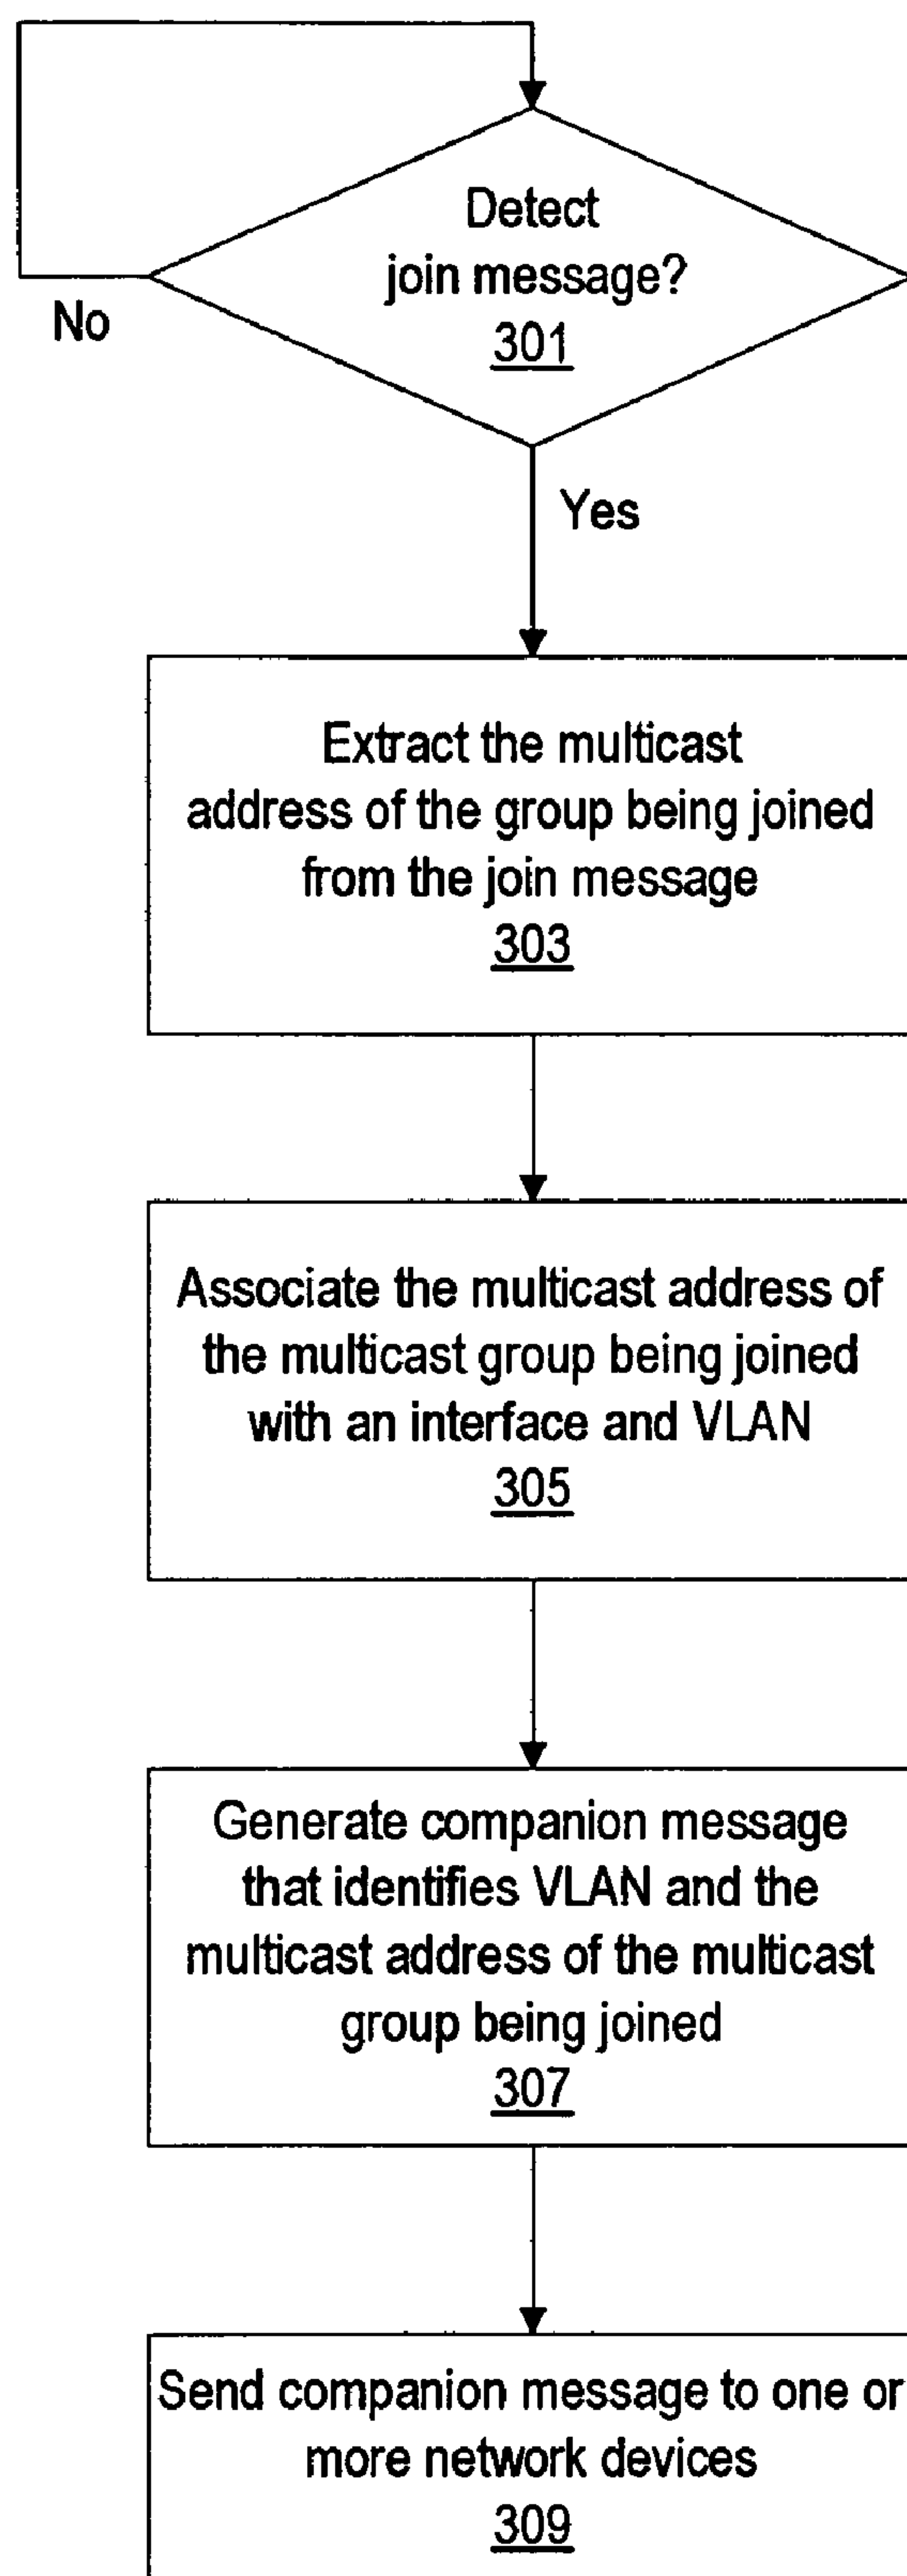 Detect
join message?
301
No
Yes
Extract the multicast
address of the group being joined
from the join message
303
Associate the multicast address of
the multicast group being joined
with an interface and VLAN
305
Generate companion message
that identifies VLAN and the
multicast address of the multicast
group being joined
307
Send companion message to one or
more network devices
309